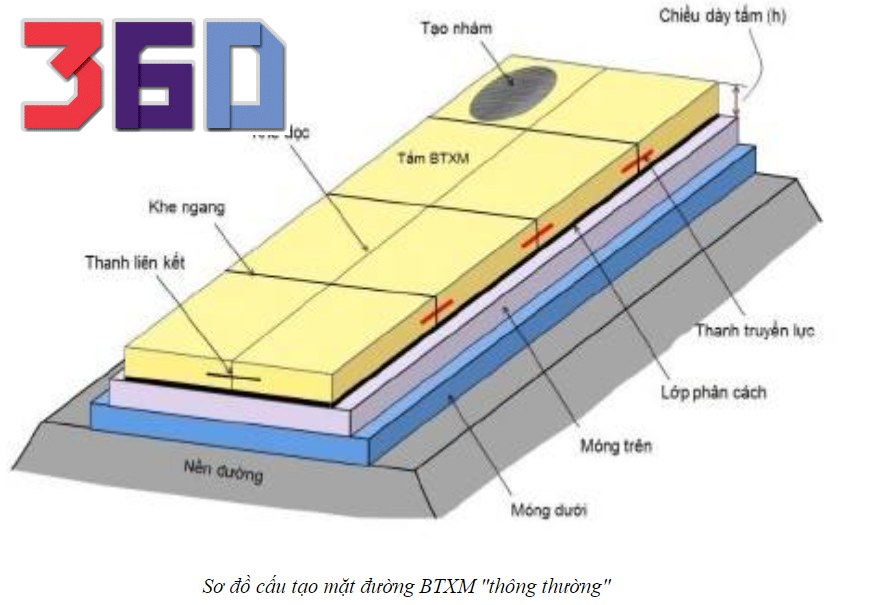 360
Chiều dày tấm (h)
Tạo nhám
dọc
Tấm BTXM
Khe ngang
Thanh liên kết
Thanh truyền lực
Lớp phân cách
Móng trên
Nền đường
Móng dưới
Sơ đồ cấu tạo mặt đường BTXM "thông thường"